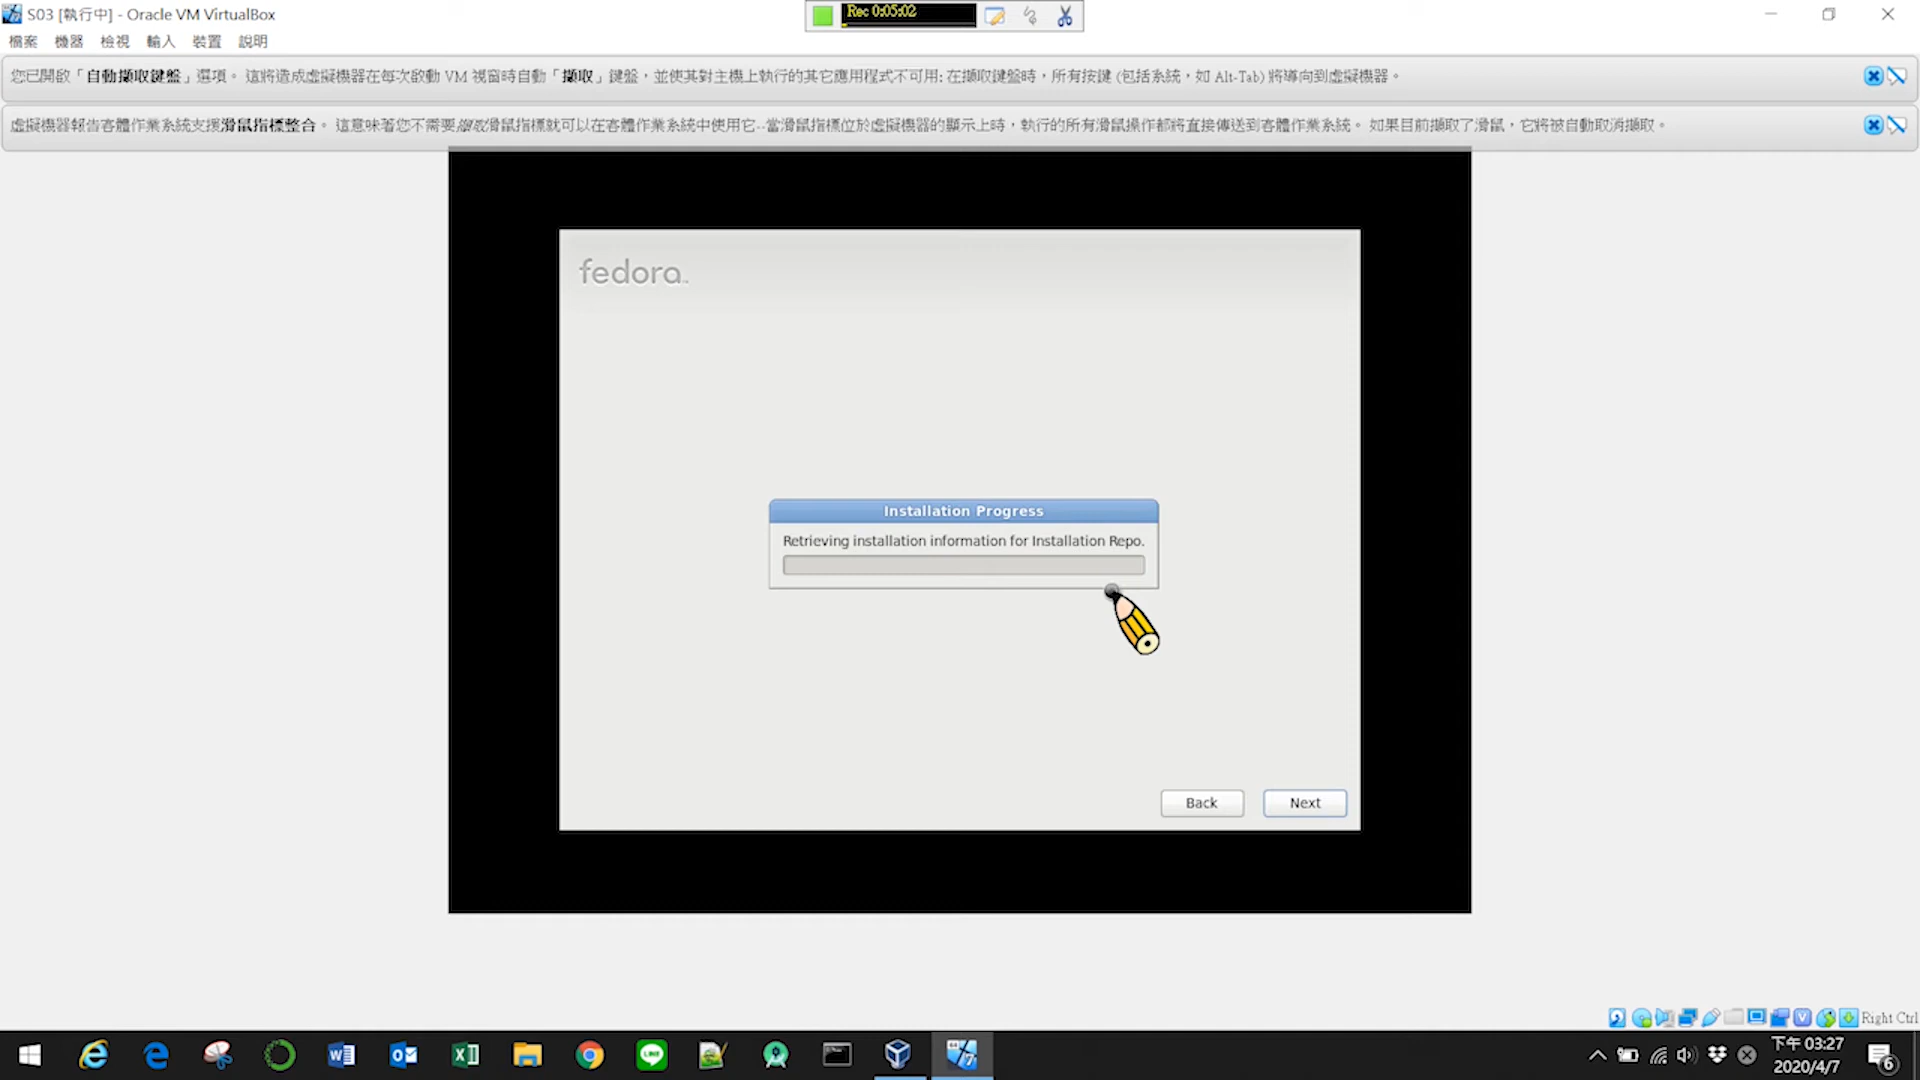 S03 [執行中] - Oracle VM VirtualBox
Rec 0:05:02
檔案 機器 檢視 輸入 裝置 說明
您已開啟「自動擷取鍵盤」選項。 這將造成虛擬機器在每次啟動 VM 視窗時自動「擷取」鍵盤，並使其對主機上執行的其它應用程式不可用: 在擷取鍵盤時，所有按鍵 (包括系統，如 Alt-Tab) 將導向到虛擬機器。
虛擬機器報告客體作業系統支援滑鼠指標整合。 這意味著您不需要擷取滑鼠指標就可以在客體作業系統中使用它--當滑鼠指標位於虛擬機器的顯示上時，執行的所有滑鼠操作都將直接傳送到客體作業系統。 如果目前擷取了滑鼠，它將被自動取消擷取。
fedora
Installation Progress
Retrieving installation information for Installation Repo.
Back Next
Right Ctrl
下午 03:27
2020/4/7
6